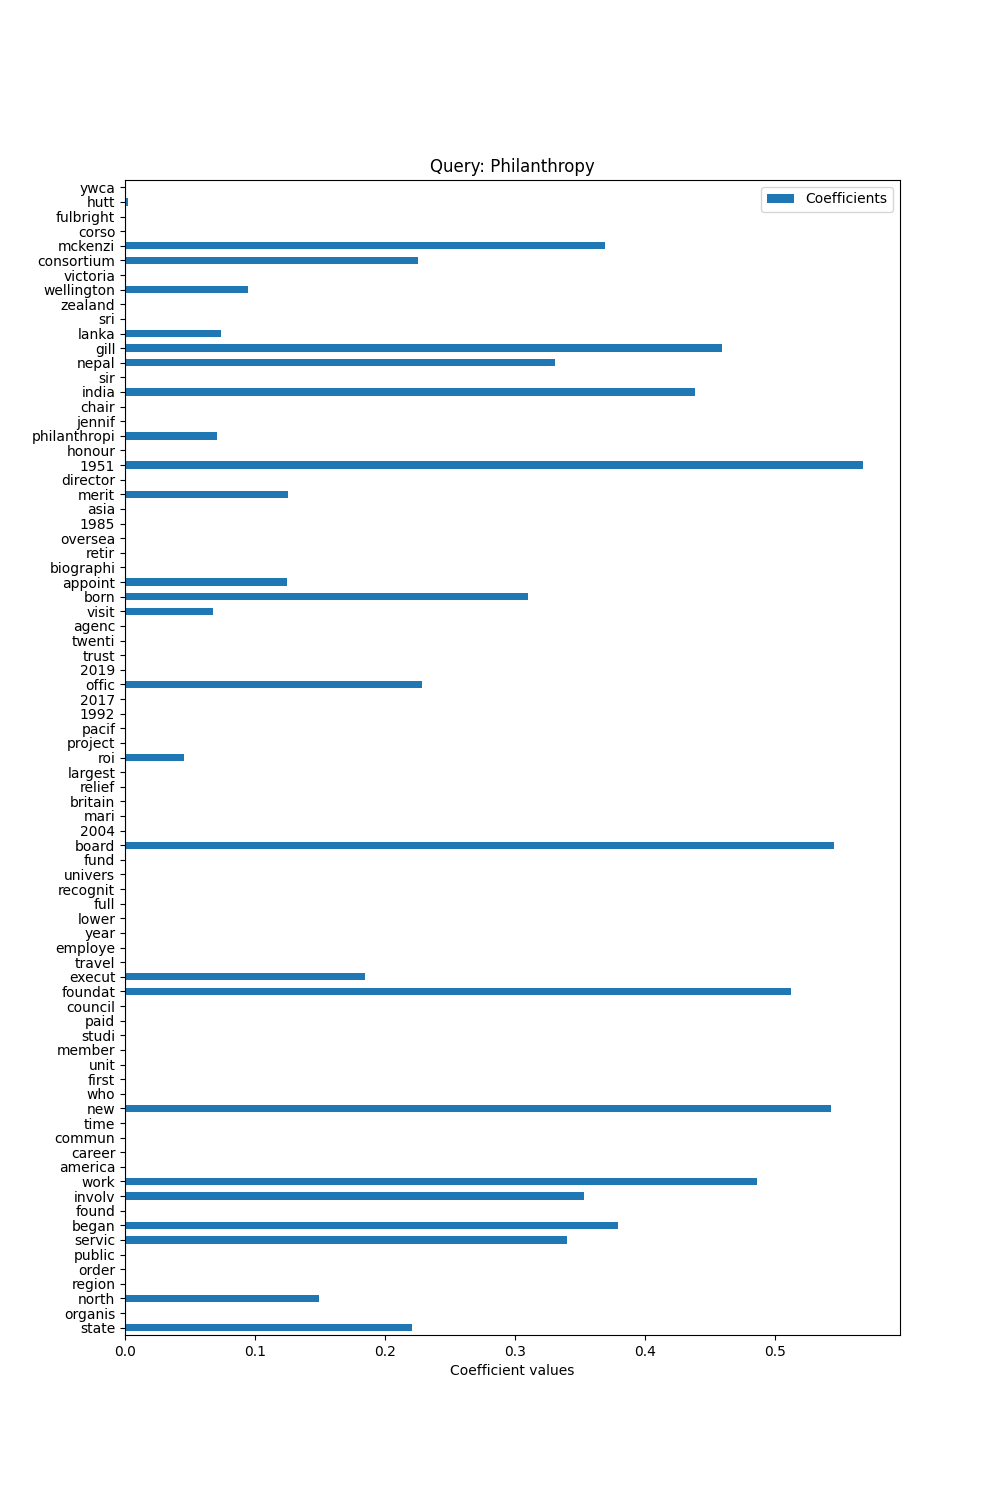 Query: Philanthropy
Coefficients
ywca
hutt
fulbright
corso
mckenzi
consortium
victoria
wellington
zealand
sri
lanka
gill
nepal
sir
india
chair
jennif
philanthropi
honour
1951
director
merit
asia
1985
oversea
retir
biographi
appoint
born
visit
agenc
twenti
trust
2019
offic
2017
1992
pacif
project
roi
largest
relief
britain
mari
2004
board
fund
univers
recognit
full
lower
year
employe
travel
execut
foundat
council
paid
studi
member
unit
first
who
new
time
commun
career
america
work
involv
found
began
servic
public
order
region
north
organis
state
0.0 0.1 0.2 0.3 0.4 0.5
Coefficient values